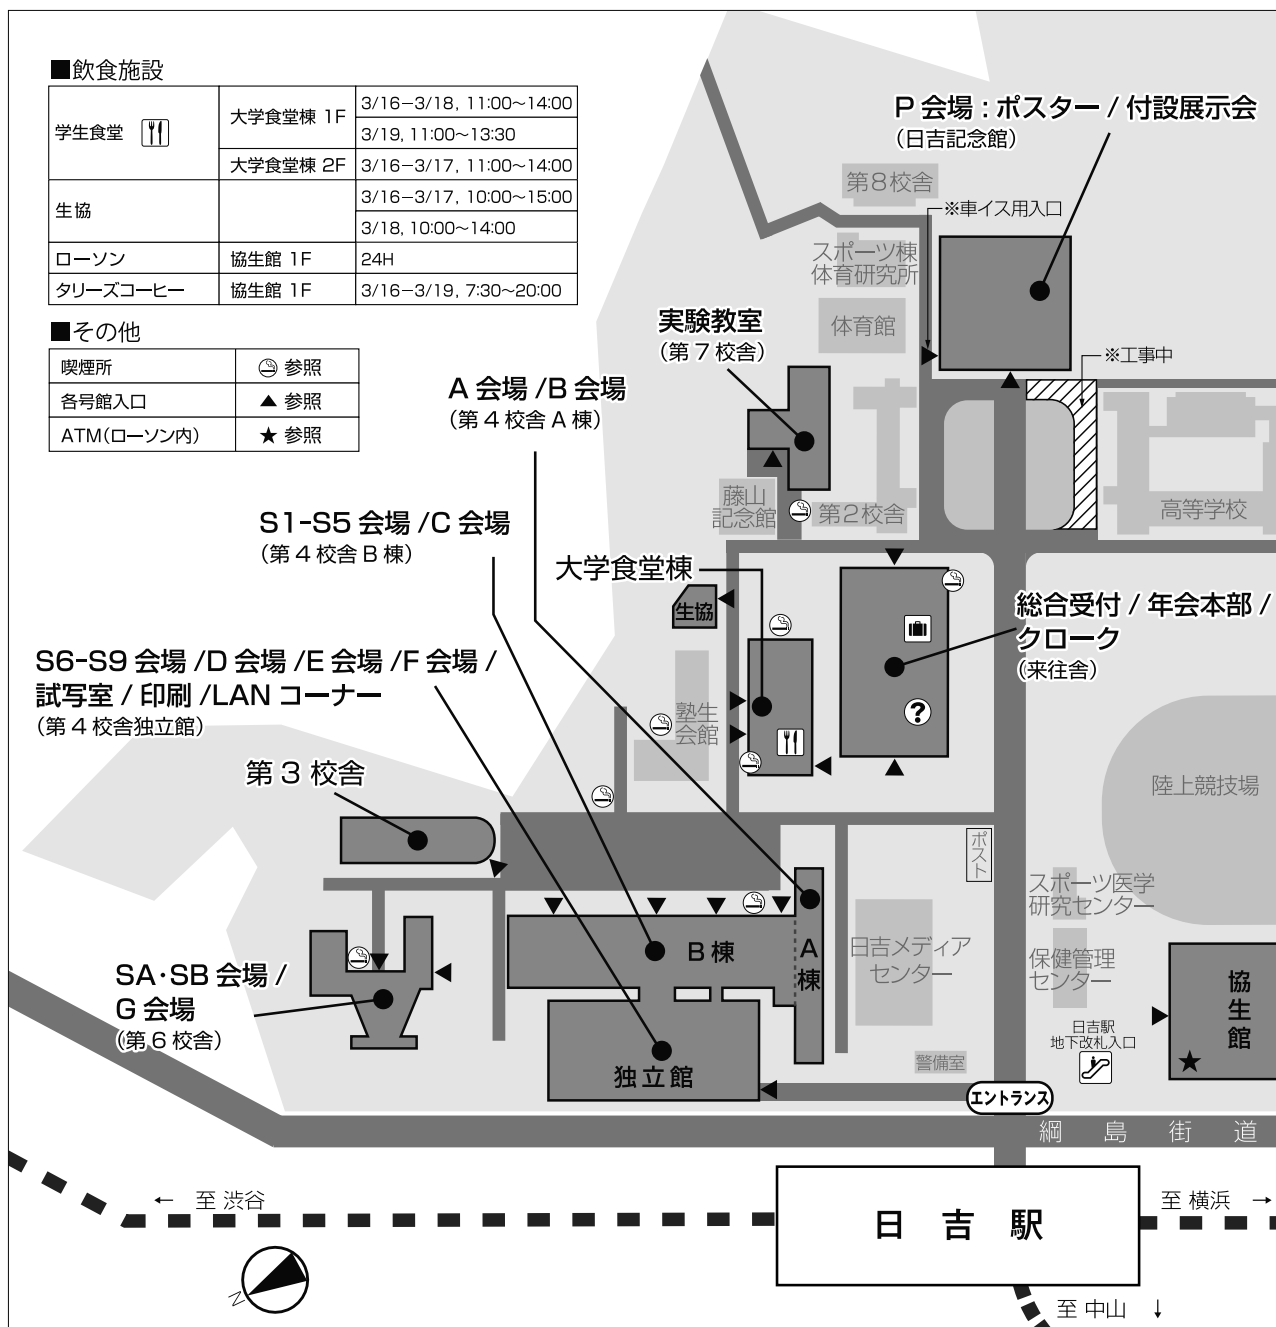 ■飲食施設
学生食堂 大学食堂棟 1F 3/16−3/18, 11:00〜14:00
3/19, 11:00〜13:30
大学食堂棟 2F 3/16−3/17, 11:00〜14:00
生協 3/16−3/17, 10:00〜15:00
3/18, 10:00〜14:00
ローソン 協生館 1F 24H
タリーズコーヒー 協生館 1F 3/16−3/19, 7:30〜20:00
■その他
喫煙所 参照
各号館入口 ▲ 参照
ATM(ローソン内) ★ 参照
P 会場 : ポスター / 付設展示会
(日吉記念館)
第8校舎
※車イス用入口
スポーツ棟
体育研究所
体育館
実験教室
(第 7 校舎)
※工事中
A 会場 /B 会場
(第 4 校舎 A 棟)
藤山
記念館
第2校舎
高等学校
S1-S5 会場 /C 会場
(第 4 校舎 B 棟)
大学食堂棟
生協
総合受付 / 年会本部 /
クローク
(来往舎)
?
S6-S9 会場 /D 会場 /E 会場 /F 会場 /
試写室 / 印刷 /LAN コーナー
(第 4 校舎独立館)
塾生
会館
第 3 校舎
陸上競技場
ポスト
スポーツ医学
研究センター
B 棟
A
棟
日吉メディア
センター
保健管理
センター
協生館
SA･SB 会場 /
G 会場
(第 6 校舎)
日吉駅
地下改札入口
独立館
警備室
★
エントランス
綱島街道
← 至 渋谷
日吉駅
至 横浜 →
N
至 中山 ↓